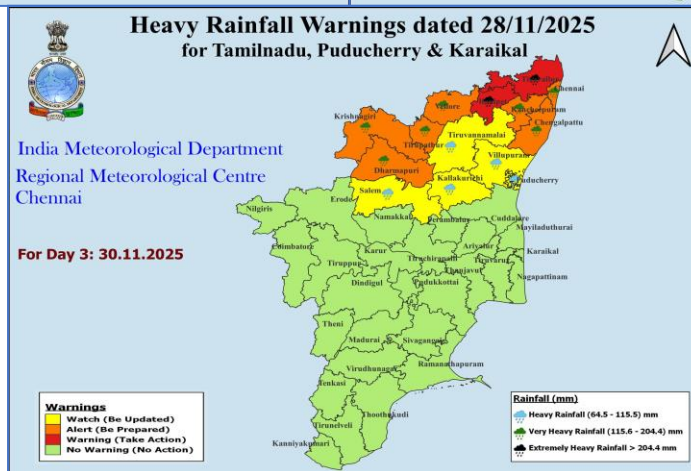 Heavy Rainfall Warnings dated 28/11/2025
for Tamilnadu, Puducherry & Karaikal
India Meteorological Department
Regional Meteorological Centre
Chennai
For Day 3: 30.11.2025
Chennai
Vellore
Kancheepuram
Krishnagiri
Chengalpattu
Tiruvannamalai
Tirupathur
Villupuram
Dharmapuri
Kallakurichi
Puducherry
Salem
Erode
Nilgiris
Namakkal
Perambalur
Cuddalore
Mayiladuthurai
Coimbatore
Karur
Ariyalur
Karaikal
Tiruppur
Tiruchirapalli
Thanjavur
Tiruvarur
Nagapattinam
Dindigul
Pudukkottai
Theni
Madurai
Sivagangai
Virudhunagar
Ramanathapuram
Tenkasi
Thoothukudi
Tirunelveli
Kanniyakumari
Warnings
Watch (Be Updated)
Alert (Be Prepared)
Warning (Take Action)
No Warning (No Action)
Rainfall (mm)
Heavy Rainfall (64.5 - 115.5) mm
Very Heavy Rainfall (115.6 - 204.4) mm
Extremely Heavy Rainfall > 204.4 mm